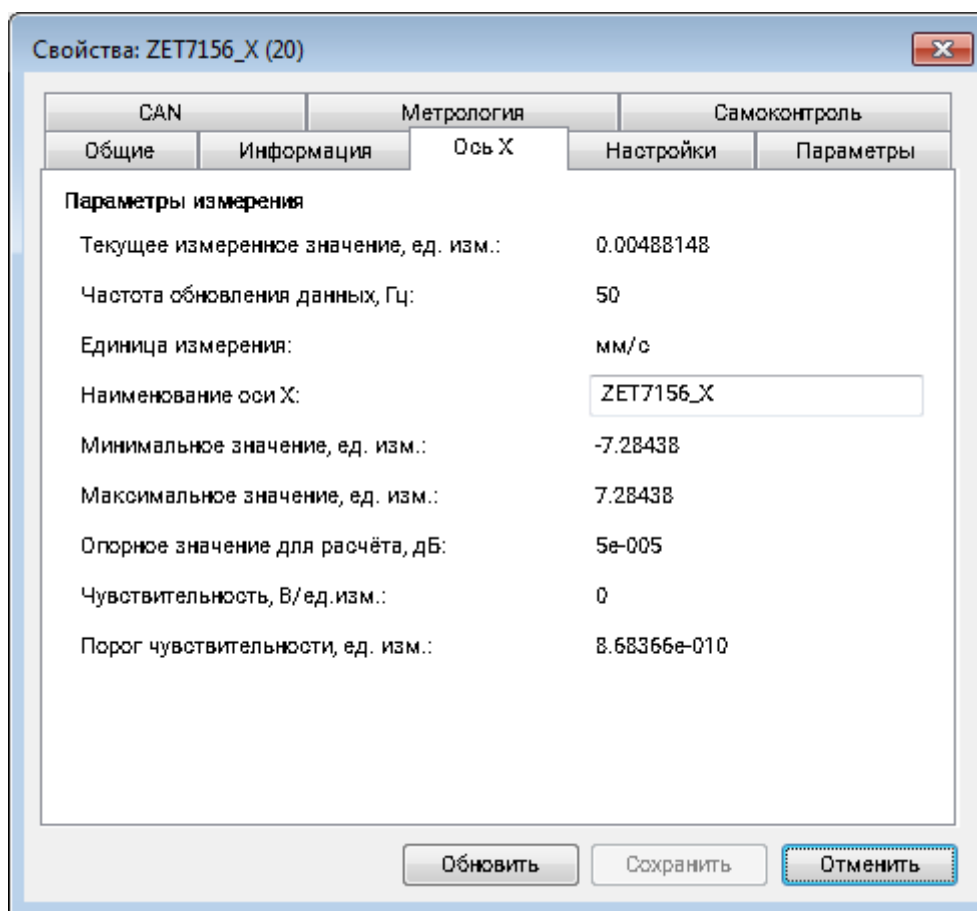 Свойства: ZET7156_X (20)
CAN Метрология Самоконтроль
Общие Информация Ось X Настройки Параметры
Параметры измерения
Текущее измеренное значение, ед. изм.: 0.00488148
Частота обновления данных, Гц: 50
Единица измерения: мм/с
Наименование оси X: ZET7156_X
Минимальное значение, ед. изм.: -7.28438
Максимальное значение, ед. изм.: 7.28438
Опорное значение для расчёта, дБ: 5e-005
Чувствительность, В/ед.изм.: 0
Порог чувствительности, ед. изм.: 8.68366e-010
Обновить Сохранить Отменить